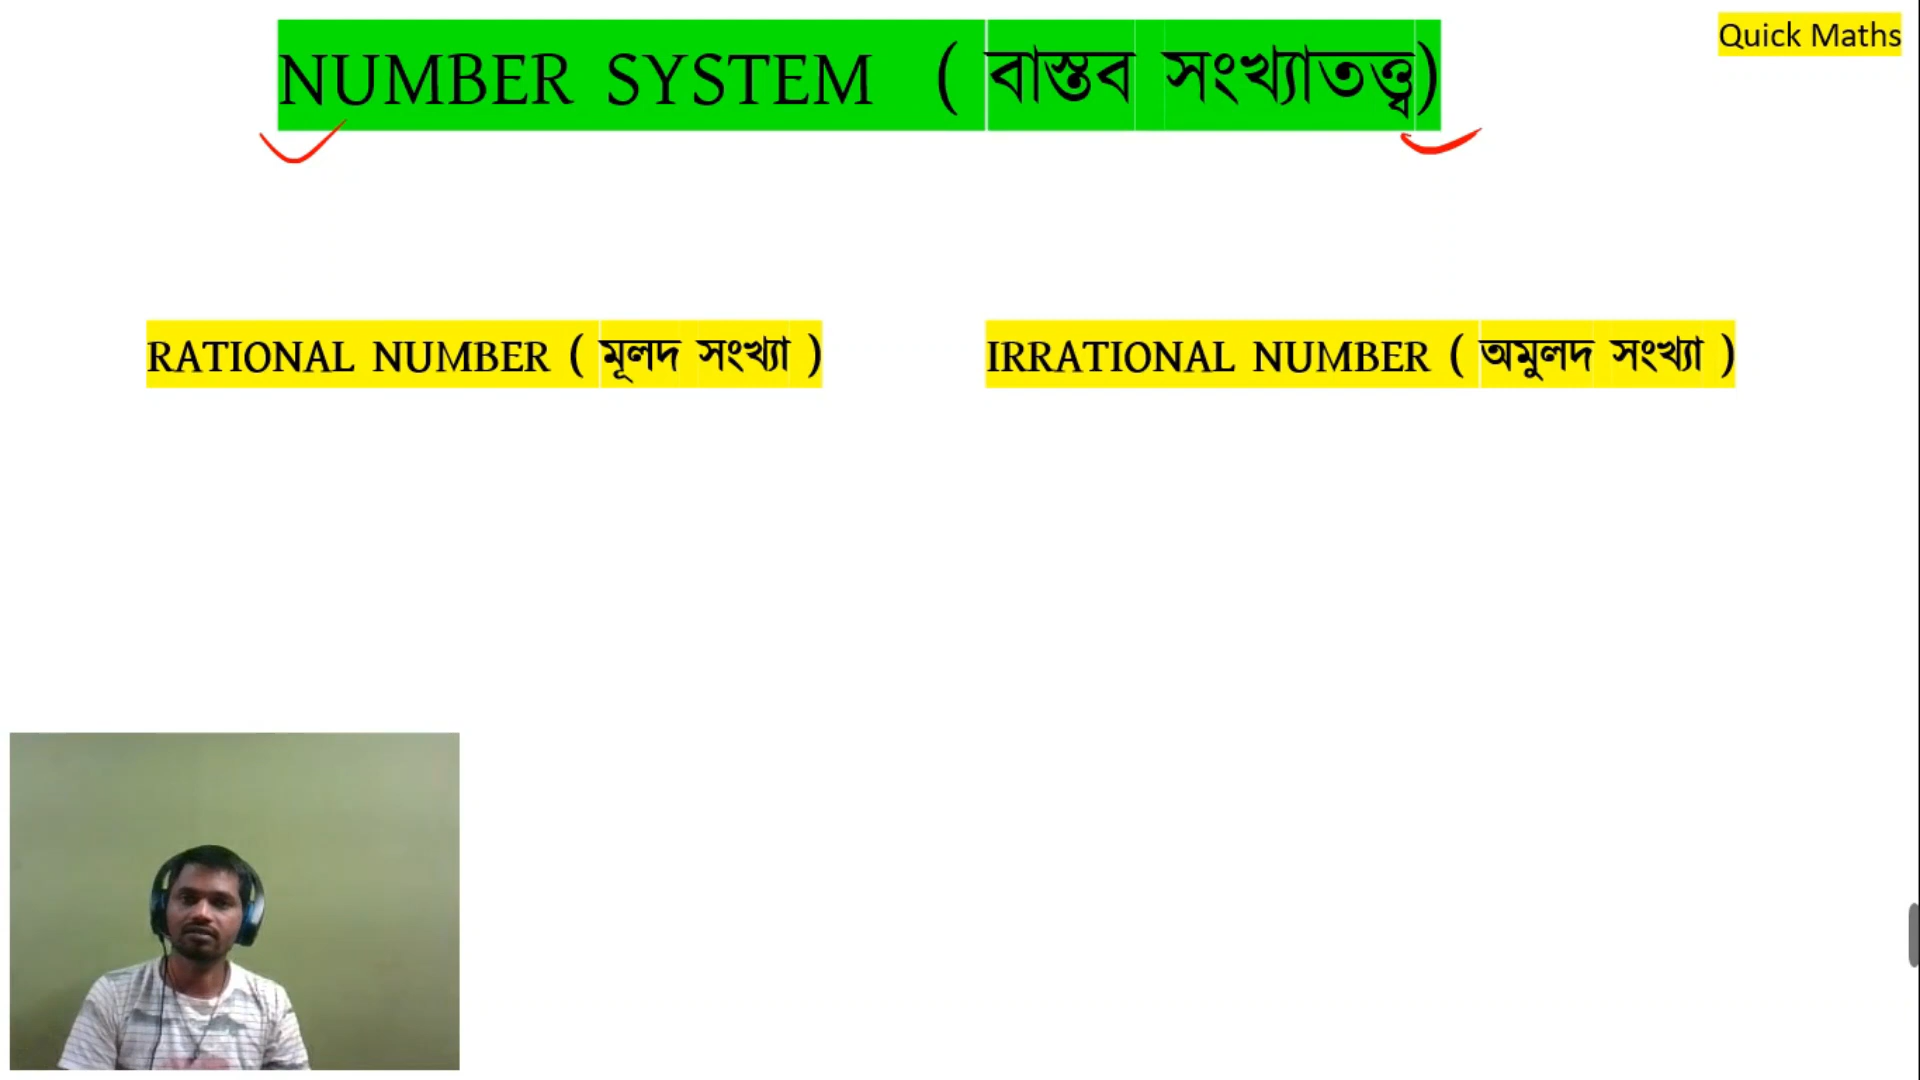 Quick Maths
NUMBER SYSTEM ( বাস্তব সংখ্যাতত্ত্ব)
RATIONAL NUMBER ( মূলদ সংখ্যা )
IRRATIONAL NUMBER ( অমুলদ সংখ্যা )